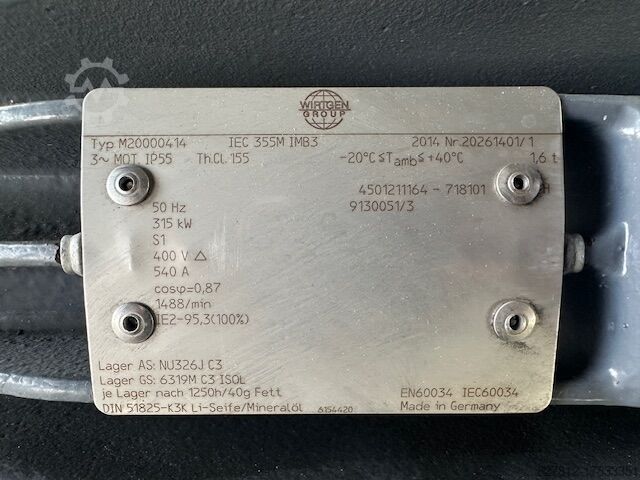 WIRTGEN
GROUP
Typ M20000414 IEC 355M IMB3 2014 Nr.20261401/1
3~ MOT. IP55 Th.Cl. 155 -20°C ≤ Tamb ≤ +40°C 1,6 t
4501211164 - 718101 H
50 Hz 9130051/3
315 kW
S1
400 V △
540 A
cosφ=0,87
1488/min
IE2-95,3(100%)
Lager AS: NU326J C3
Lager GS: 6319M C3 ISOL
je Lager nach 1250h/40g Fett EN60034 IEC60034
DIN 51825-K3K Li-Seife/Mineralöl 6154420 Made in Germany